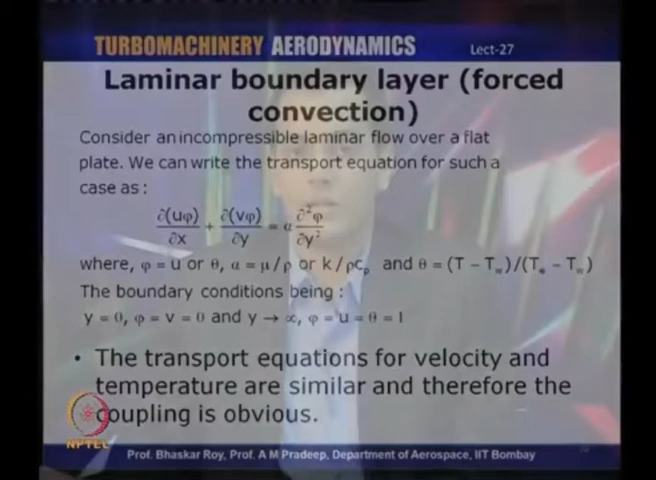 TURBOMACHINERY AERODYNAMICS
Lect-27
Laminar boundary layer (forced
convection)
Consider an incompressible laminar flow over a flat
plate. We can write the transport equation for such a
case as :
∂(uφ)/∂x + ∂(vφ)/∂y = α ∂²φ/∂y²
where, φ = u or θ, α = μ/ρ or k/ρcₚ and θ = (T − T_w)/(T_∞ − T_w)
The boundary conditions being :
y = 0, φ = v = 0 and y → ∞, φ = u = θ = 1
• The transport equations for velocity and
temperature are similar and therefore the
coupling is obvious.
NPTEL
Prof. Bhaskar Roy, Prof. A M Pradeep, Department of Aerospace, IIT Bombay